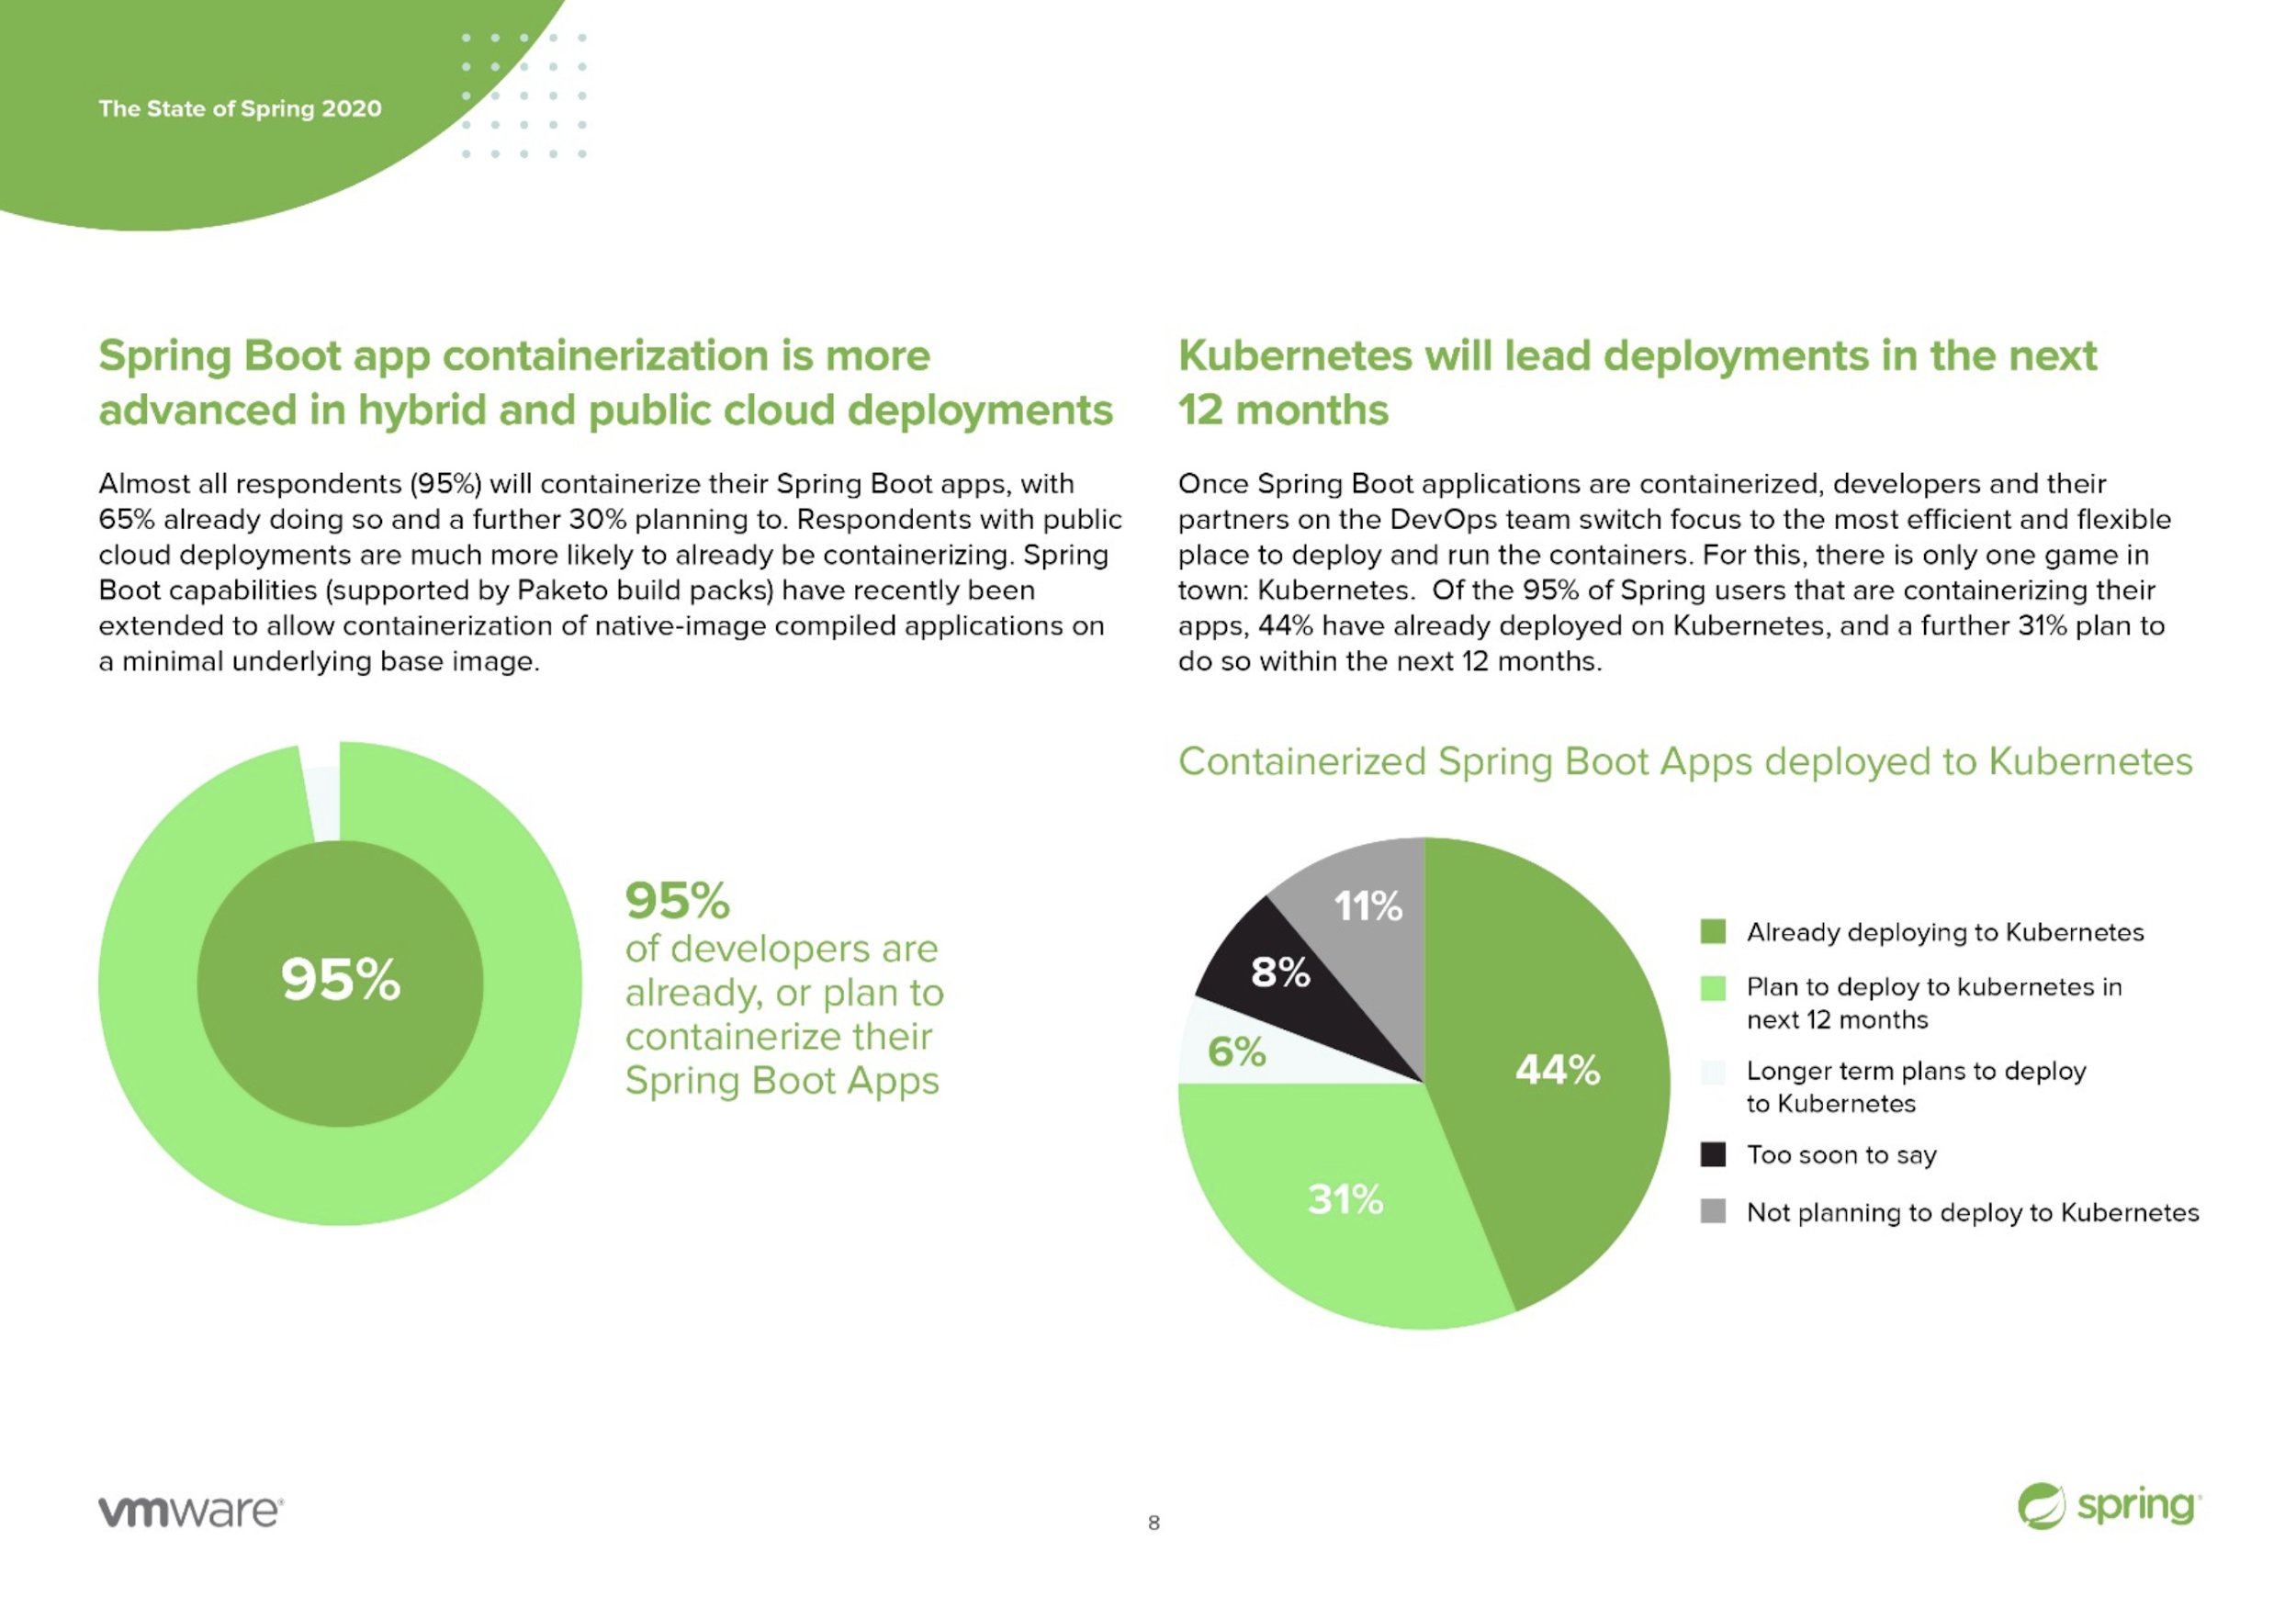 The State of Spring 2020
Spring Boot app containerization is more
advanced in hybrid and public cloud deployments
Almost all respondents (95%) will containerize their Spring Boot apps, with
65% already doing so and a further 30% planning to. Respondents with public
cloud deployments are much more likely to already be containerizing. Spring
Boot capabilities (supported by Paketo build packs) have recently been
extended to allow containerization of native-image compiled applications on
a minimal underlying base image.
95%
95%
of developers are
already, or plan to
containerize their
Spring Boot Apps
Kubernetes will lead deployments in the next
12 months
Once Spring Boot applications are containerized, developers and their
partners on the DevOps team switch focus to the most efficient and flexible
place to deploy and run the containers. For this, there is only one game in
town: Kubernetes.  Of the 95% of Spring users that are containerizing their
apps, 44% have already deployed on Kubernetes, and a further 31% plan to
do so within the next 12 months.
Containerized Spring Boot Apps deployed to Kubernetes
11%
8%
6%
44%
31%
Already deploying to Kubernetes
Plan to deploy to kubernetes in
next 12 months
Longer term plans to deploy
to Kubernetes
Too soon to say
Not planning to deploy to Kubernetes
vmware®
8
spring®